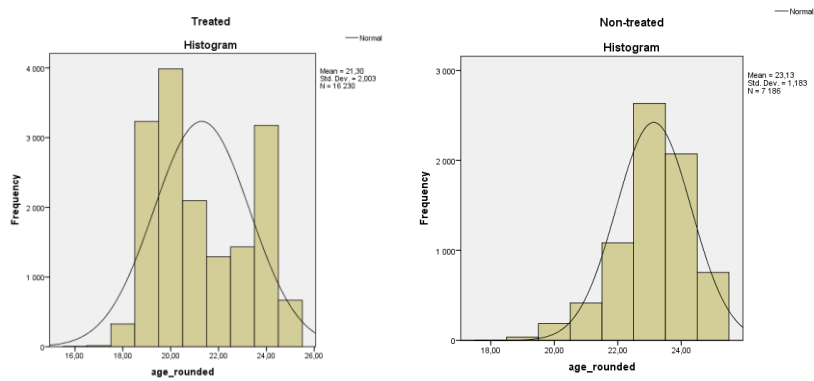 Treated
Histogram
Normal
Mean = 21,30
Std. Dev. = 2,003
N = 16 230
Frequency
4 000
3 000
2 000
1 000
0
16,00 18,00 20,00 22,00 24,00 26,00
age_rounded
Non-treated
Histogram
Normal
Mean = 23,13
Std. Dev. = 1,183
N = 7 186
Frequency
3 000
2 000
1 000
0
18,00 20,00 22,00 24,00
age_rounded